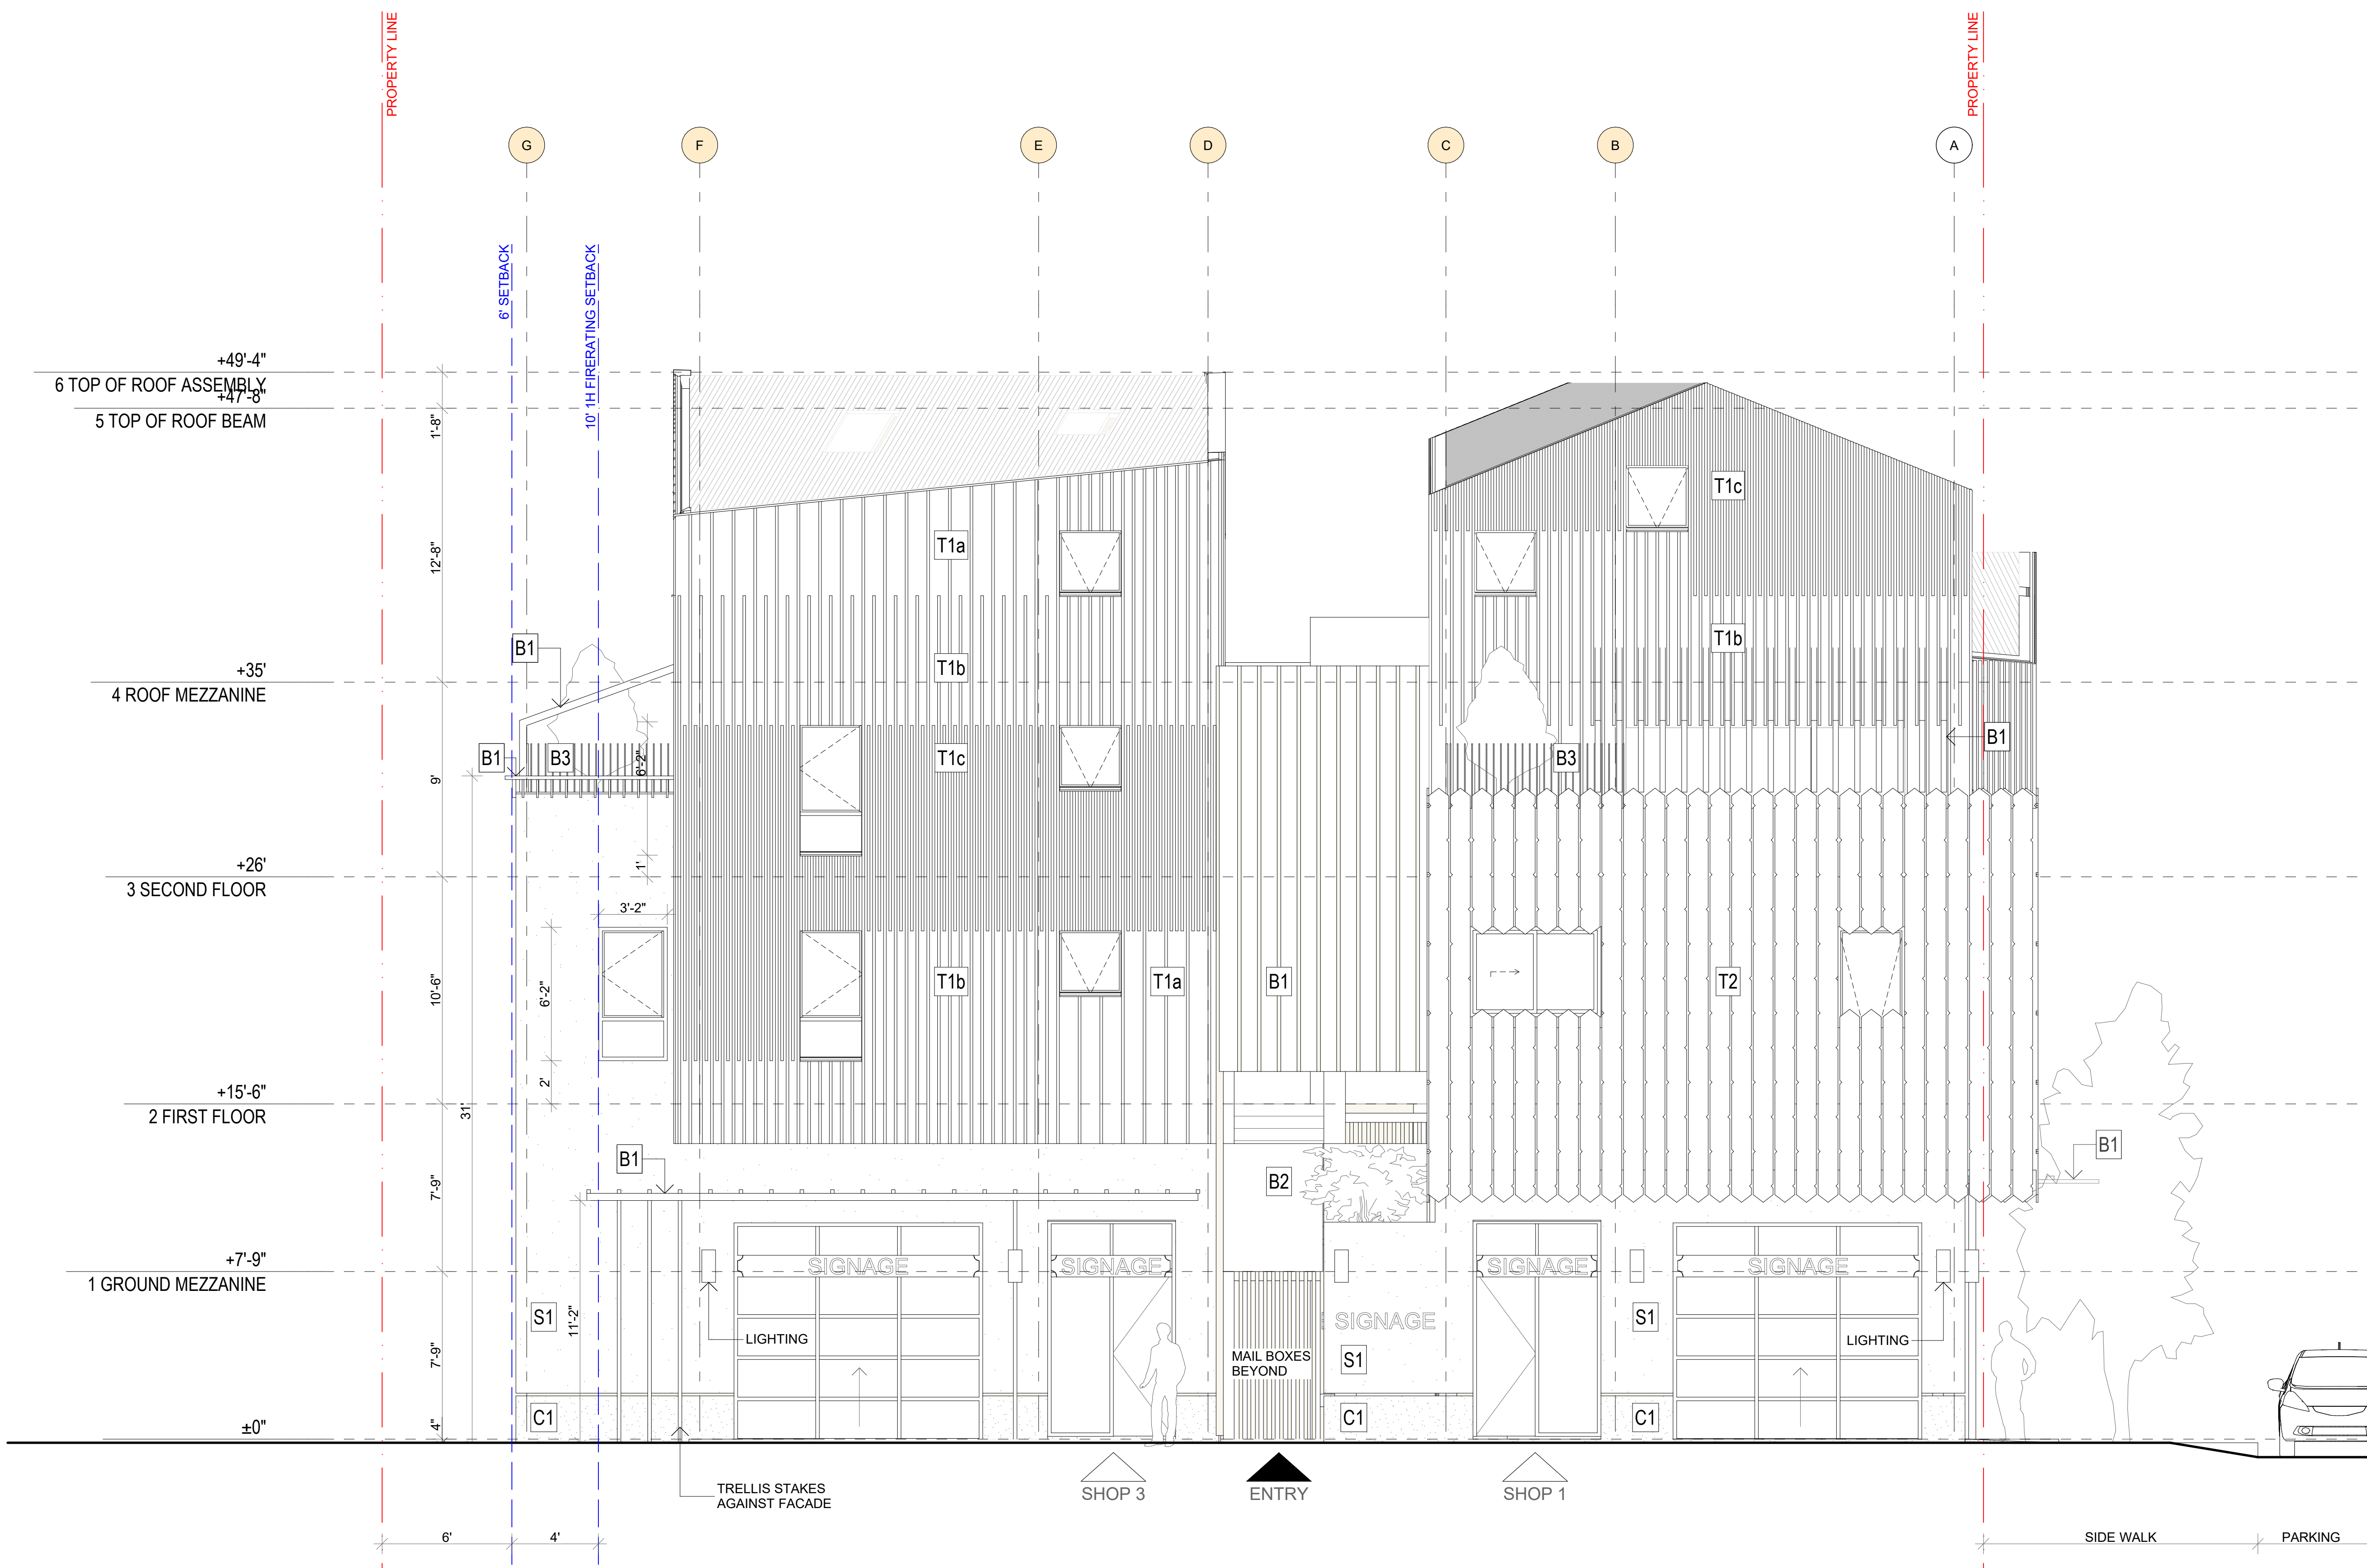 PROPERTY LINE
PROPERTY LINE
G
F
E
D
C
B
A
6' SETBACK
10' 1H FIRERATING SETBACK
+49'-4"
6 TOP OF ROOF ASSEMBLY
+47'-8"
5 TOP OF ROOF BEAM
1'-8"
T1c
T1a
12'-8"
B1
T1b
T1b
+35'
4 ROOF MEZZANINE
B1
B1
B3
T1c
B3
6'-2"
9'
+26'
3 SECOND FLOOR
1'
3'-2"
10'-6"
6'-2"
T1b
T1a
B1
T2
+15'-6"
2 FIRST FLOOR
2'
31'
B1
B1
B2
7'-9"
+7'-9"
1 GROUND MEZZANINE
SIGNAGE
SIGNAGE
SIGNAGE
SIGNAGE
S1
11'-2"
SIGNAGE
S1
LIGHTING
LIGHTING
7'-9"
MAIL BOXES
BEYOND
S1
C1
C1
C1
±0"
4"
TRELLIS STAKES
AGAINST FACADE
SHOP 3
ENTRY
SHOP 1
6'
4'
SIDE WALK
PARKING